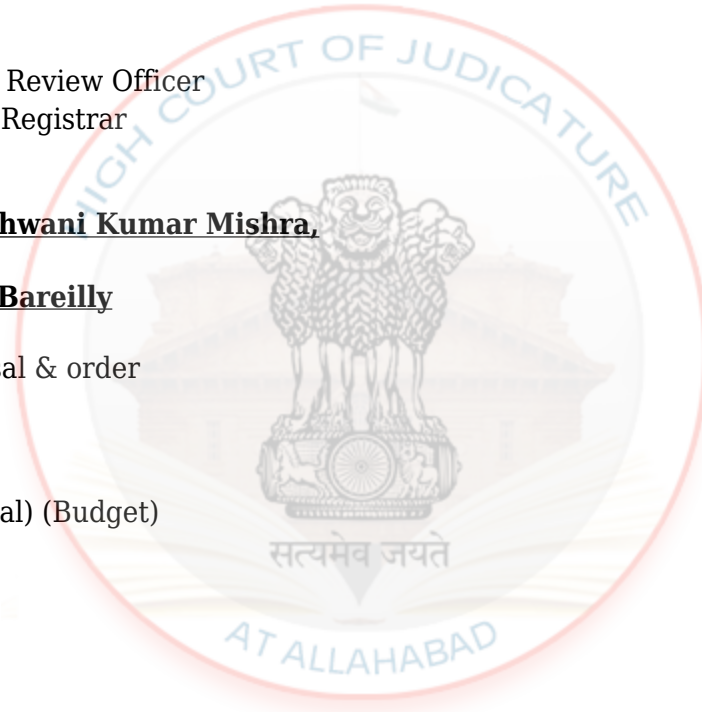 HIGH COURT OF JUDICATURE
Review Officer
Registrar
hwani Kumar Mishra,
Bareilly
al & order
al) (Budget)
सत्यमेव जयते
AT ALLAHABAD